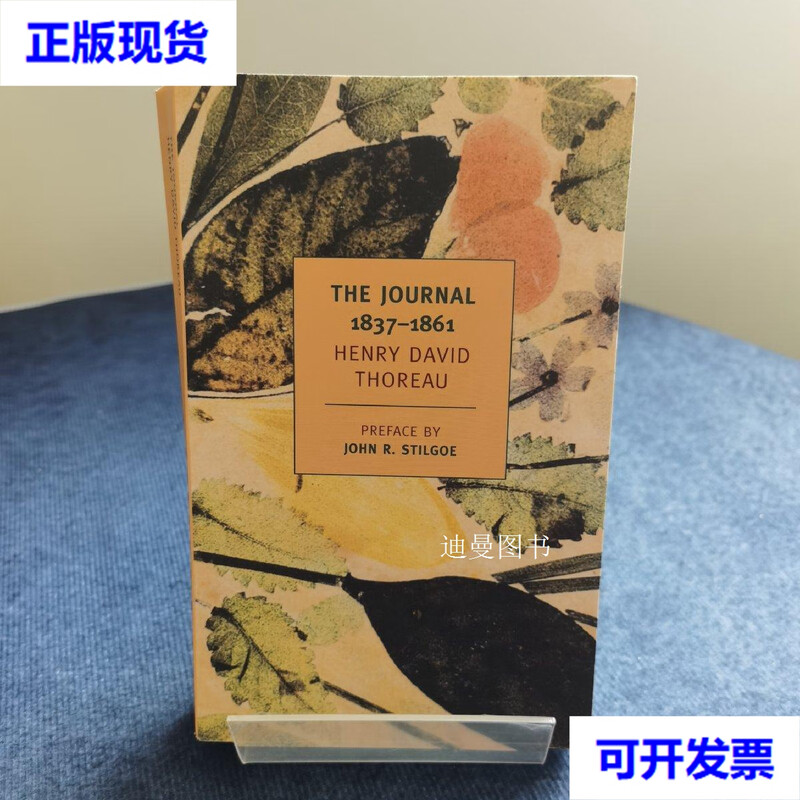 正版现货
THE JOURNAL
1837–1861
HENRY DAVID
THOREAU
PREFACE BY
JOHN R. STILGOE
迪曼图书
可开发票